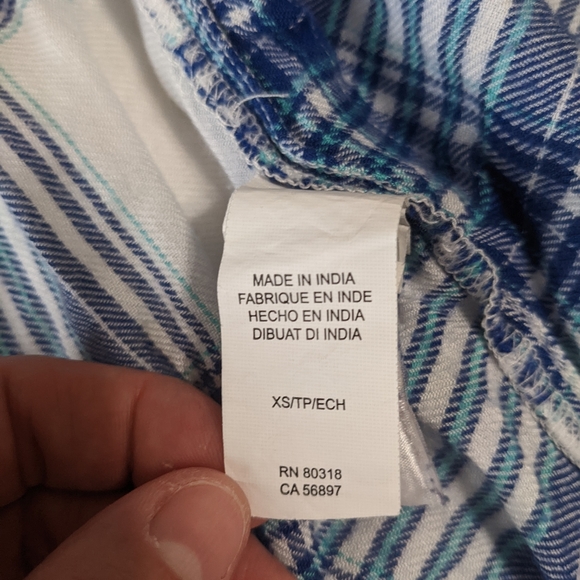 MADE IN INDIA
FABRIQUE EN INDE
HECHO EN INDIA
DIBUAT DI INDIA
XS/TP/ECH
RN 80318
CA 56897